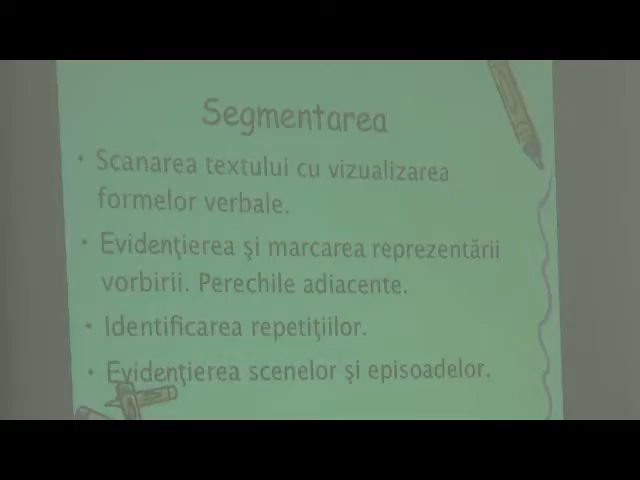 Segmentarea
• Scanarea textului cu vizualizarea
formelor verbale.
• Evidenţierea şi marcarea reprezentării
vorbirii. Perechile adiacente.
• Identificarea repetiţiilor.
• Evidenţierea scenelor şi episoadelor.